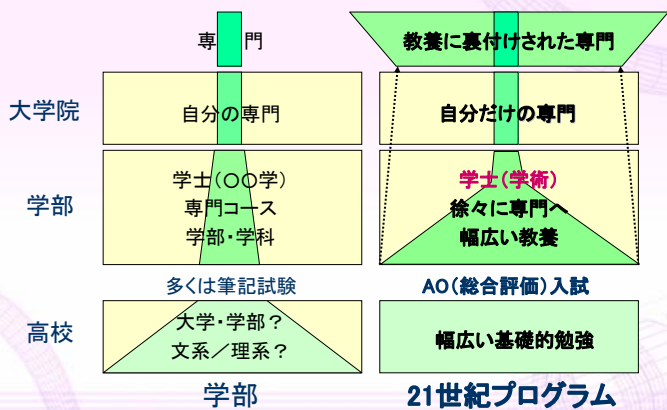 専門
教養に裏付けされた専門
大学院
自分の専門
自分だけの専門
学部
学士(〇〇学)
専門コース
学部・学科
学士(学術)
徐々に専門へ
幅広い教養
多くは筆記試験
AO(総合評価)入試
高校
大学・学部?
文系/理系?
幅広い基礎的勉強
学部
21世紀プログラム